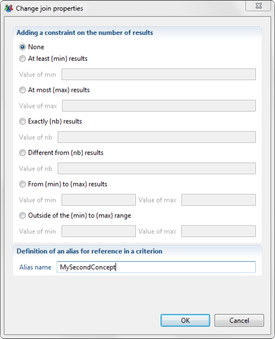 Change join properties
Adding a constraint on the number of results
None
At least {min} results
Value of min
At most {max} results
Value of max
Exactly {nb} results
Value of nb
Different from {nb} results
Value of nb
From {min} to {max} results
Value of min Value of max
Outside of the {min} to {max} range
Value of min Value of max
Definition of an alias for reference in a criterion
Alias name MySecondConcept
OK Cancel